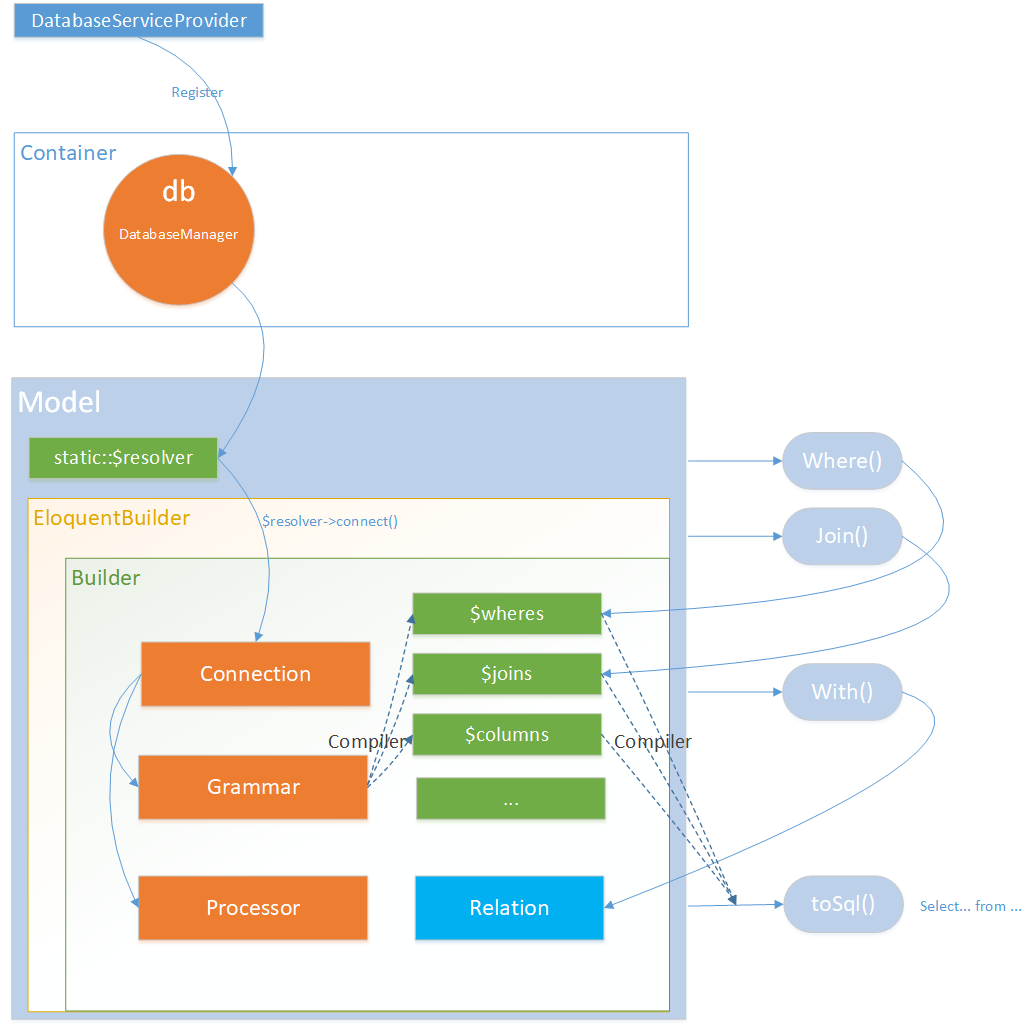 DatabaseServiceProvider
Register
Container
db
DatabaseManager
Model
static::$resolver
Where()
EloquentBuilder
$resolver->connect()
Join()
Builder
$wheres
Connection
$joins
With()
$columns
Compiler
Compiler
Grammar
...
Processor
Relation
toSql()
Select... from ...